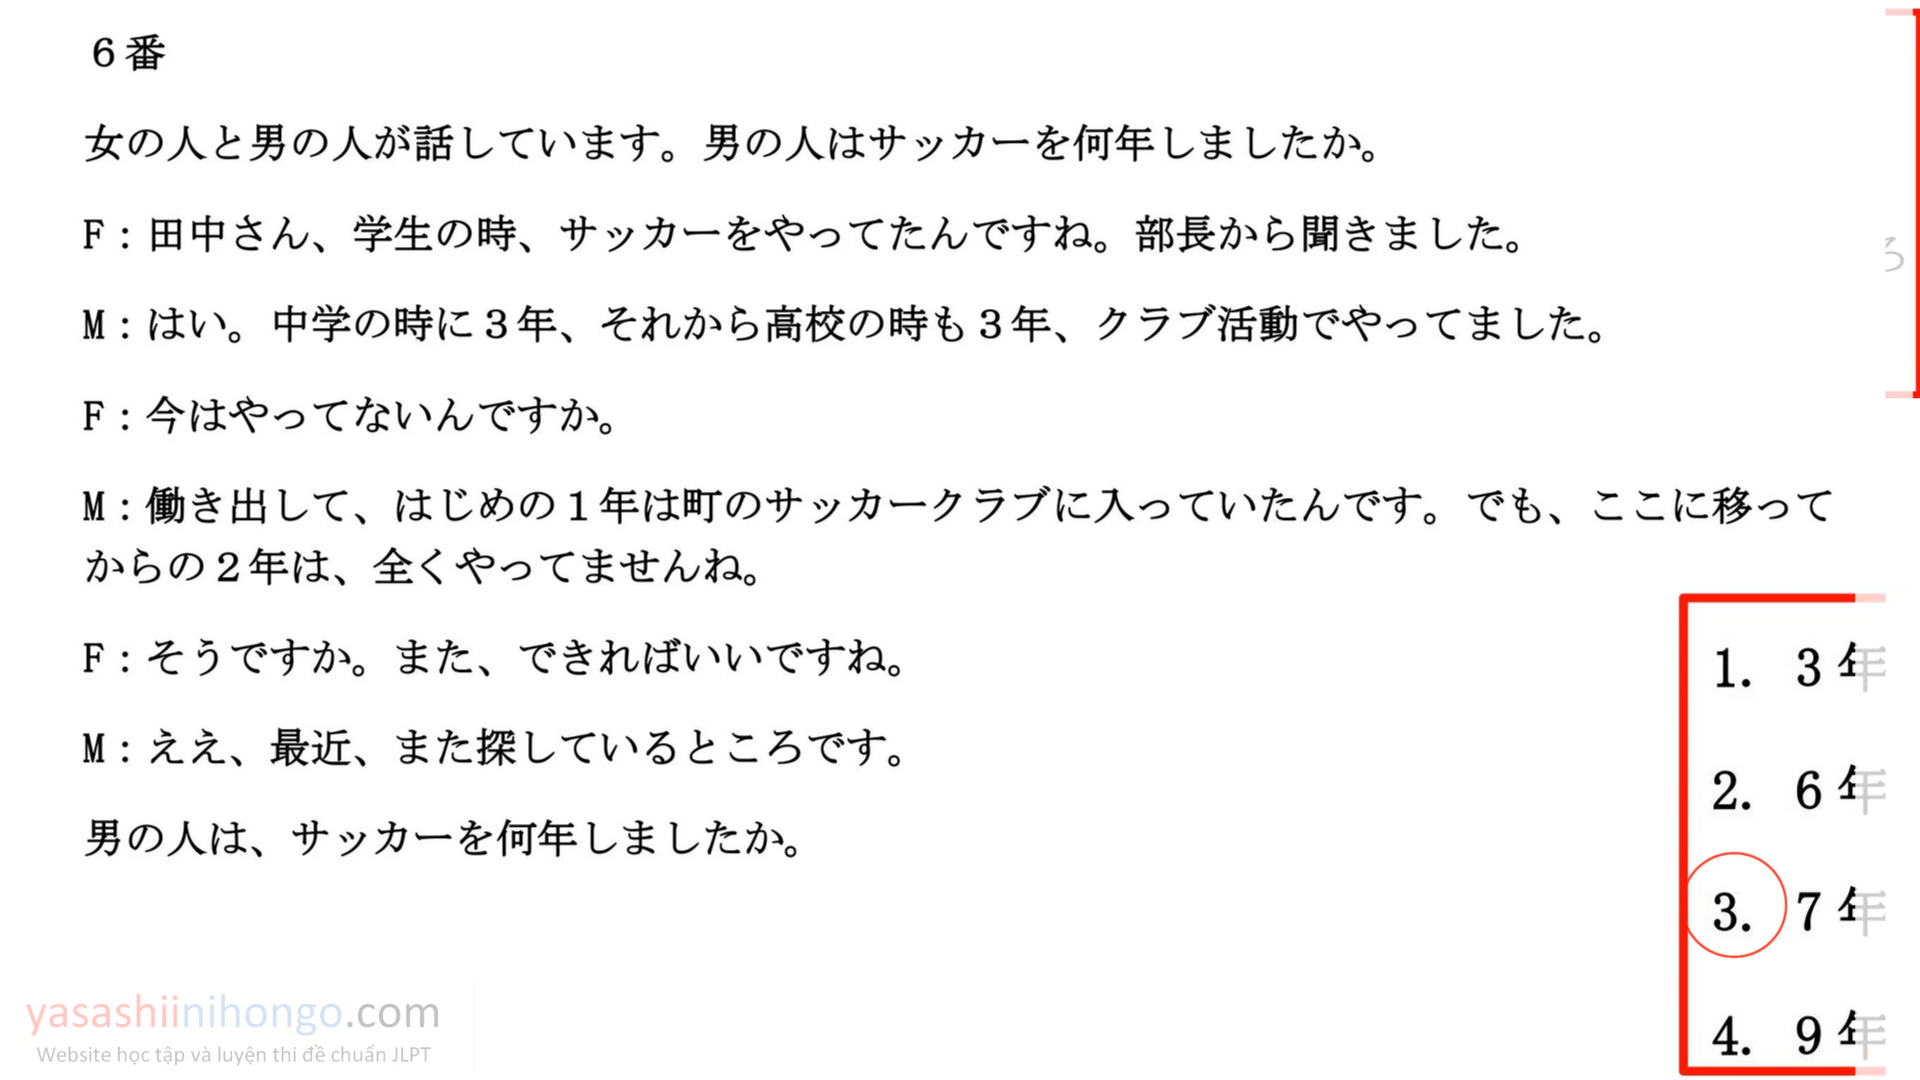 6番
女の人と男の人が話しています。男の人はサッカーを何年しましたか。
F:田中さん、学生の時、サッカーをやってたんですね。部長から聞きました。
M:はい。中学の時に3年、それから高校の時も3年、クラブ活動でやってました。
F:今はやってないんですか。
M:働き出して、はじめの1年は町のサッカークラブに入っていたんです。でも、ここに移って
からの2年は、全くやってませんね。
F:そうですか。また、できればいいですね。
M:ええ、最近、また探しているところです。
男の人は、サッカーを何年しましたか。
1. 3年
2. 6年
3. 7年
4. 9年
yasashiinihongo.com
Website học tập và luyện thi đề chuẩn JLPT